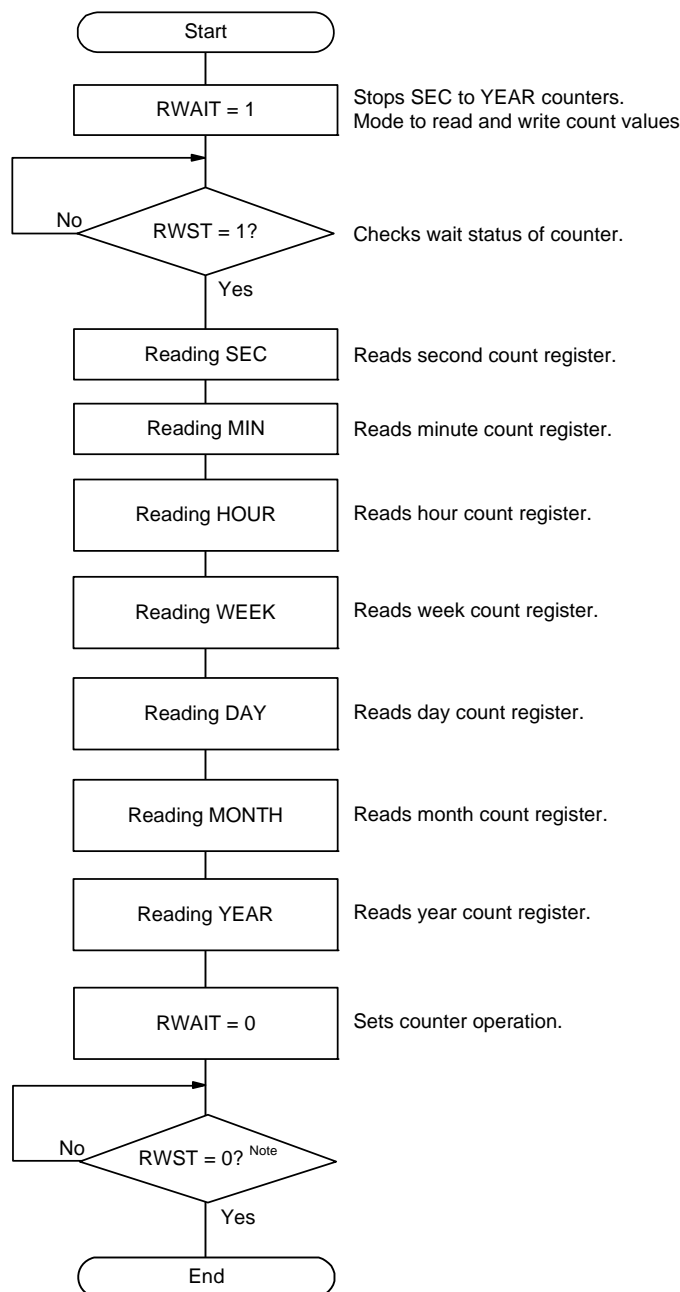 Start
RWAIT = 1
Stops SEC to YEAR counters.
Mode to read and write count values
No
RWST = 1?
Checks wait status of counter.
Yes
Reading SEC
Reads second count register.
Reading MIN
Reads minute count register.
Reading HOUR
Reads hour count register.
Reading WEEK
Reads week count register.
Reading DAY
Reads day count register.
Reading MONTH
Reads month count register.
Reading YEAR
Reads year count register.
RWAIT = 0
Sets counter operation.
No
RWST = 0? Note
Yes
End